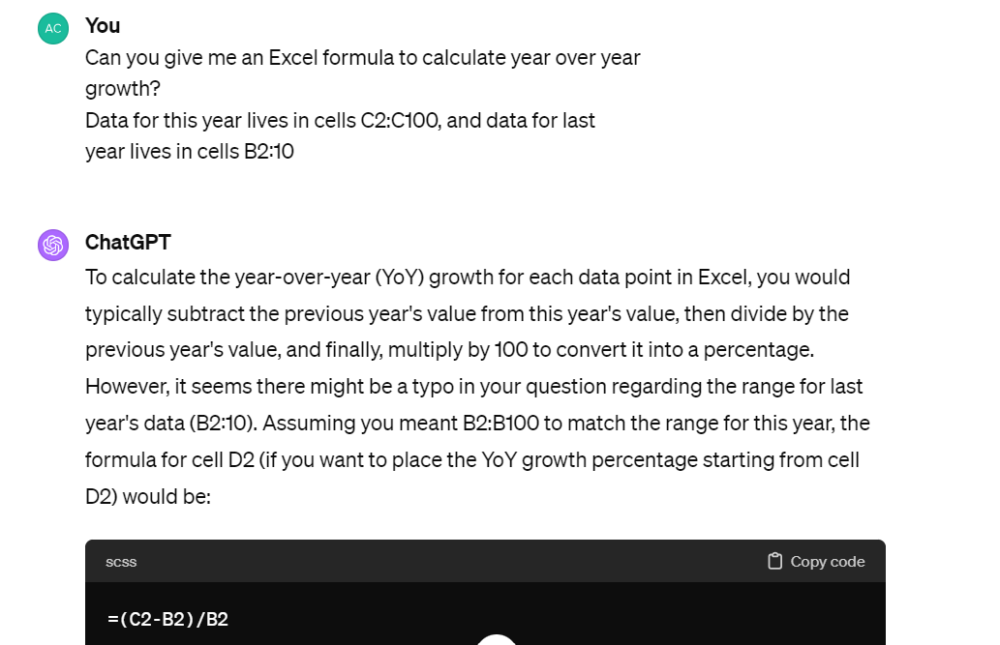 AC You
Can you give me an Excel formula to calculate year over year
growth?
Data for this year lives in cells C2:C100, and data for last
year lives in cells B2:10
ChatGPT
To calculate the year-over-year (YoY) growth for each data point in Excel, you would
typically subtract the previous year's value from this year's value, then divide by the
previous year's value, and finally, multiply by 100 to convert it into a percentage.
However, it seems there might be a typo in your question regarding the range for last
year's data (B2:10). Assuming you meant B2:B100 to match the range for this year, the
formula for cell D2 (if you want to place the YoY growth percentage starting from cell
D2) would be:
scss Copy code
=(C2-B2)/B2